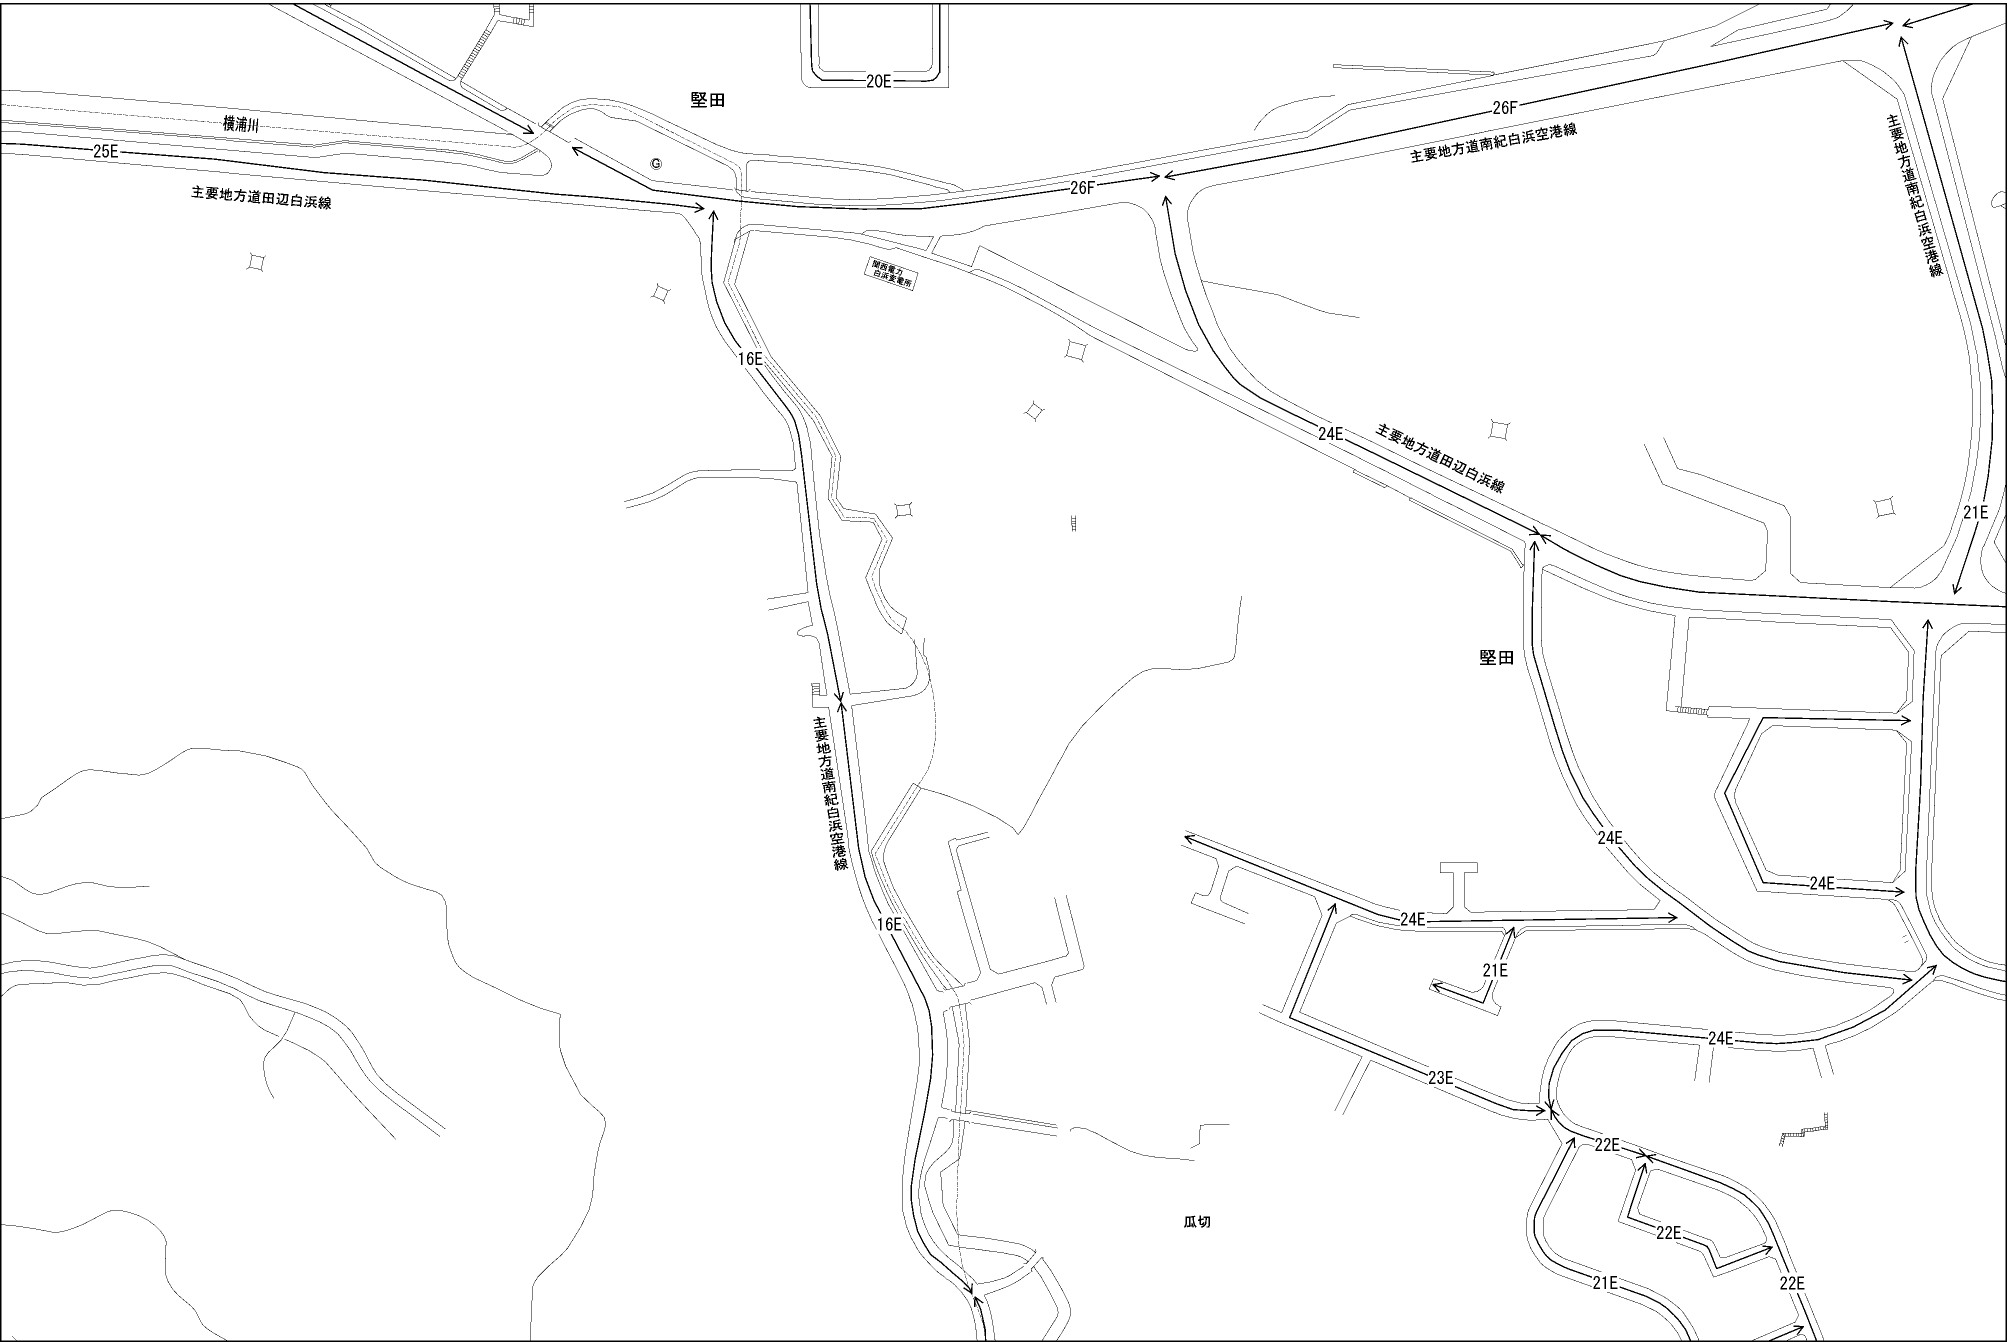 20E
堅田
26F
横浦川
主要地方道南紀白浜空港線
主要地方道南紀白浜空港線
25E
G
26F
主要地方道田辺白浜線
関西電力
白浜変電所
16E
24E
主要地方道田辺白浜線
21E
堅田
主要地方道南紀白浜空港線
24E
24E
16E
24E
21E
24E
23E
22E
瓜切
22E
21E
22E